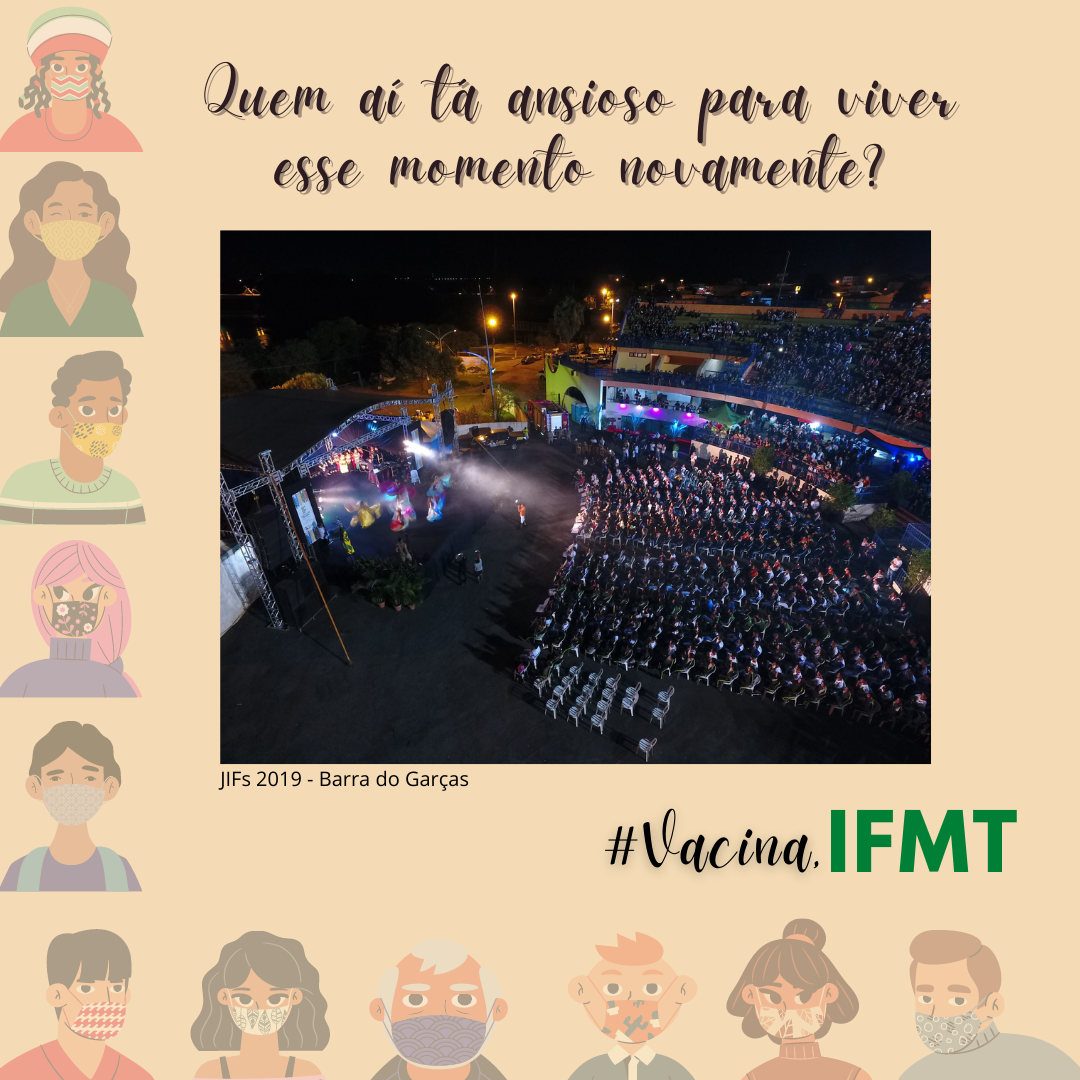 Quem aí tá ansioso para viver
esse momento novamente?
JIFs 2019 - Barra do Garças
#Vacina, IFMT